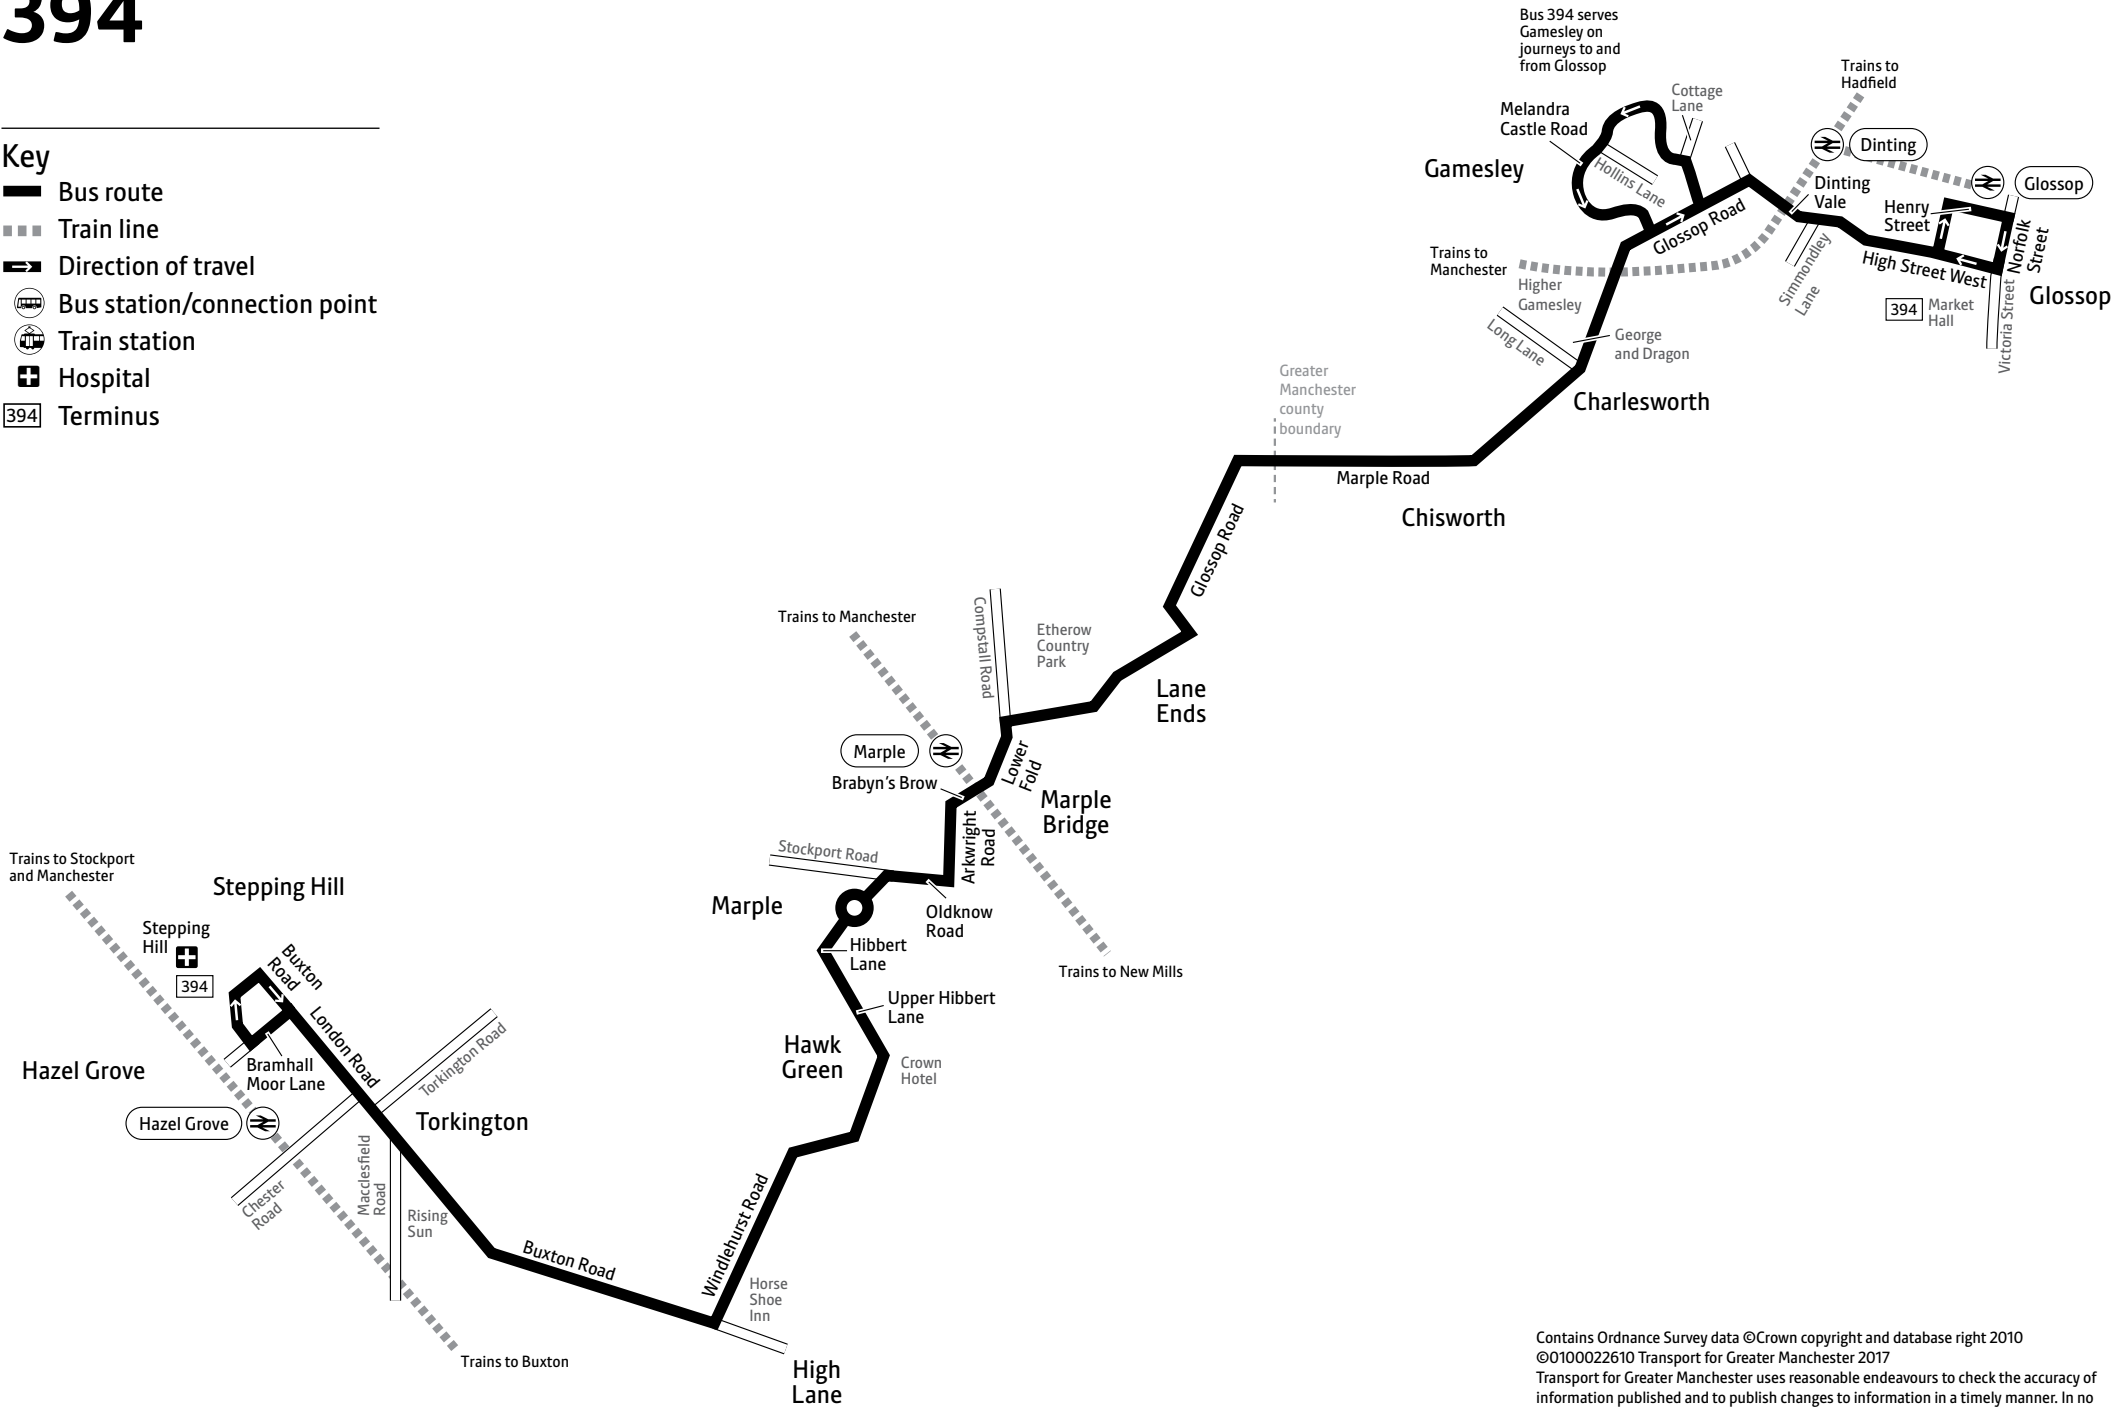 394
Key
Bus route
Train line
Direction of travel
Bus station/connection point
Train station
Hospital
394 Terminus
Bus 394 serves
Gamesley on
journeys to and
from Glossop
Trains to
Hadfield
Cottage
Lane
Melandra
Castle Road
Gamesley
Hollins Lane
Dinting
Glossop
Dinting
Vale
Henry
Street
Norfolk
Street
Glossop Road
Trains to
Manchester
High Street West
Simmondley
Lane
Glossop
Higher
Gamesley
394
Market
Hall
Victoria Street
Long Lane
George
and Dragon
Greater
Manchester
county
boundary
Charlesworth
Marple Road
Chisworth
Glossop Road
Trains to Manchester
Compstall Road
Etherow
Country
Park
Lane
Ends
Marple
Lower
Fold
Brabyn's Brow
Marple
Bridge
Arkwright
Road
Stockport Road
Marple
Oldknow
Road
Hibbert
Lane
Trains to New Mills
Upper Hibbert
Lane
Hawk
Green
Crown
Hotel
Trains to Stockport
and Manchester
Stepping Hill
Stepping
Hill
394
Buxton
Road
London Road
Torkington Road
Bramhall
Moor Lane
Hazel Grove
Hazel Grove
Torkington
Chester
Road
Macclesfield
Road
Rising
Sun
Buxton Road
Windlehurst Road
Horse
Shoe
Inn
Trains to Buxton
High
Lane
Contains Ordnance Survey data ©Crown copyright and database right 2010
©0100022610 Transport for Greater Manchester 2017
Transport for Greater Manchester uses reasonable endeavours to check the accuracy of
information published and to publish changes to information in a timely manner. In no